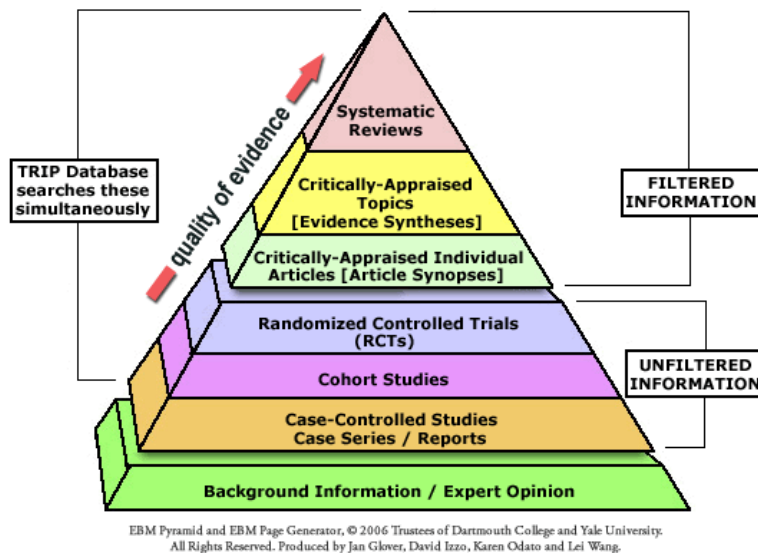 Systematic
Reviews
quality of evidence
TRIP Database
searches these
simultaneously
Critically-Appraised
Topics
[Evidence Syntheses]
FILTERED
INFORMATION
Critically-Appraised Individual
Articles [Article Synopses]
Randomized Controlled Trials
(RCTs)
UNFILTERED
INFORMATION
Cohort Studies
Case-Controlled Studies
Case Series / Reports
Background Information / Expert Opinion
EBM Pyramid and EBM Page Generator, © 2006 Trustees of Dartmouth College and Yale University.
All Rights Reserved. Produced by Jan Glover, David Izzo, Karen Odato and Lei Wang.